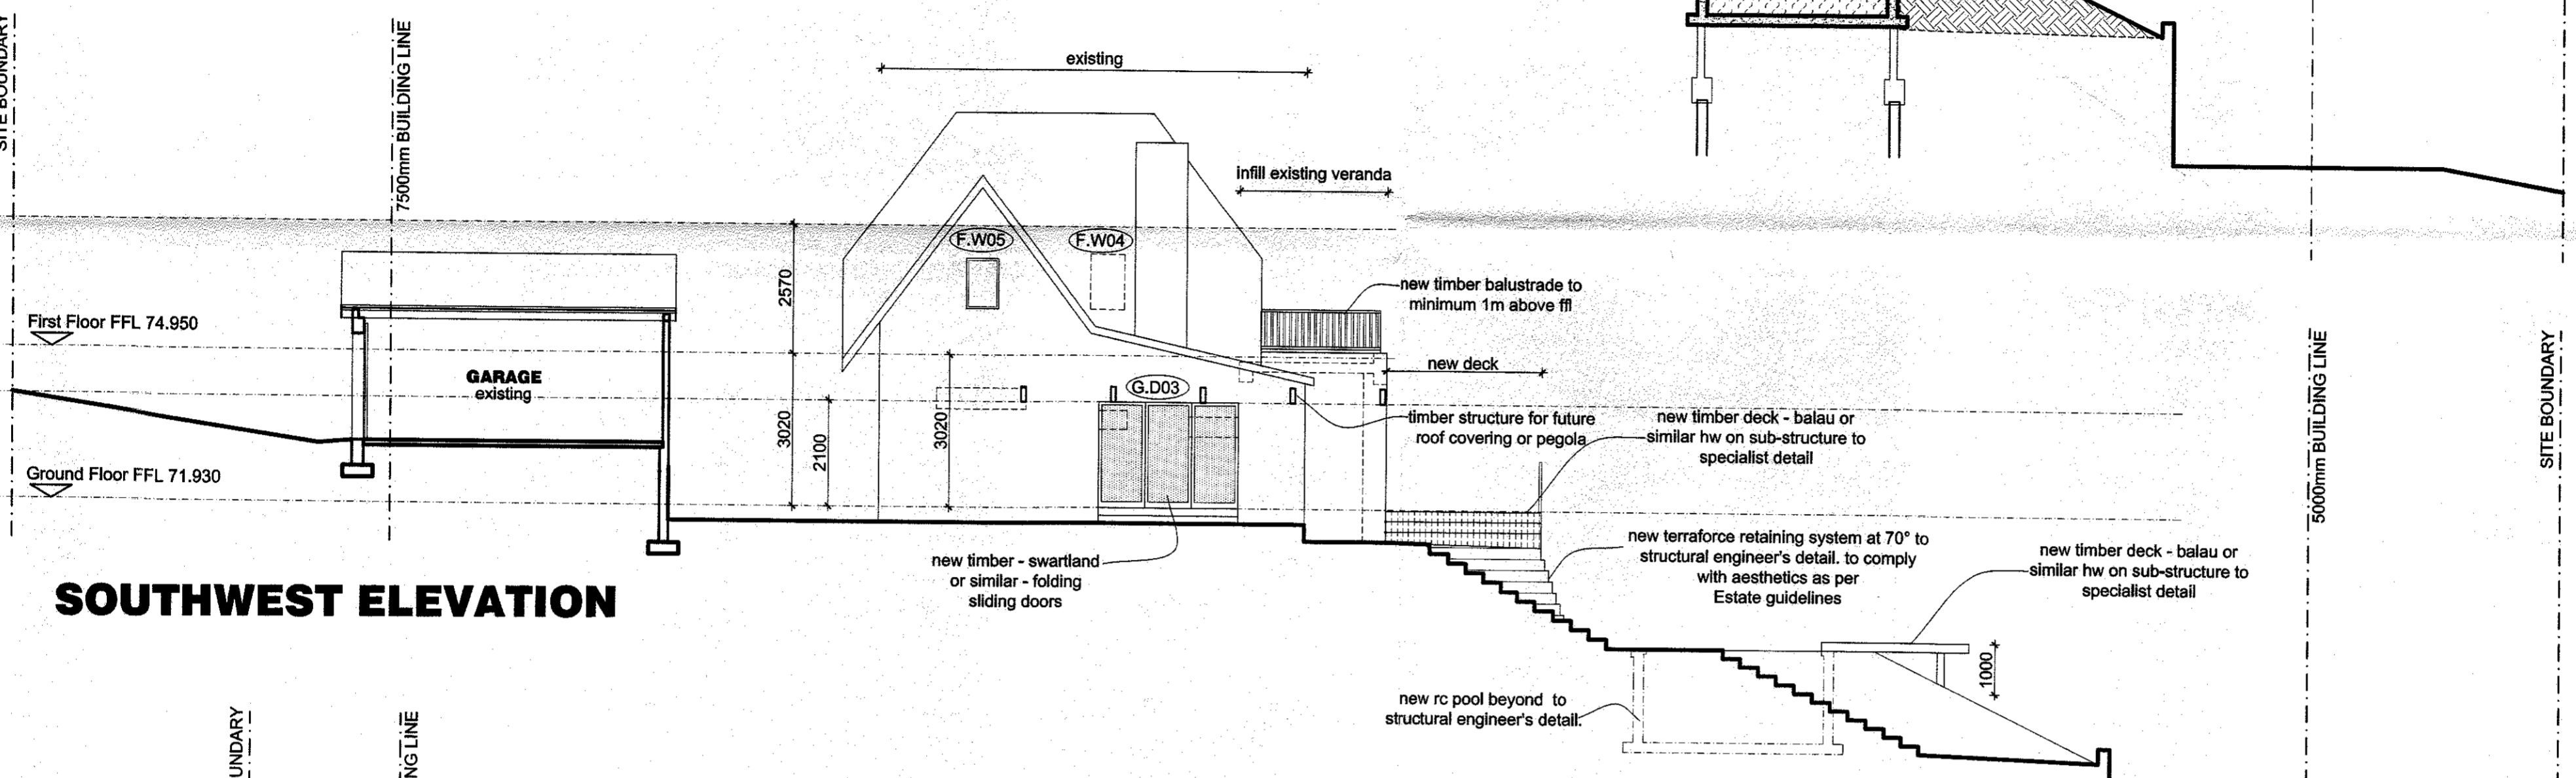 SITE BOUNDARY
7500mm BUILDING LINE
existing
infill existing veranda
F.W05
F.W04
2570
new timber balustrade to
minimum 1m above ffl
First Floor FFL 74.950
GARAGE
existing
new deck
G.D03
3020
2100
3020
timber structure for future
roof covering or pegola
new timber deck - balau or
similar hw on sub-structure to
specialist detail
Ground Floor FFL 71.930
5000mm BUILDING LINE
SITE BOUNDARY
new timber - swartland
or similar - folding
sliding doors
new terraforce retaining system at 70° to
structural engineer's detail. to comply
with aesthetics as per
Estate guidelines
new timber deck - balau or
similar hw on sub-structure to
specialist detail
SOUTHWEST ELEVATION
1000
new rc pool beyond to
structural engineer's detail.
UNDARY
NG LINE